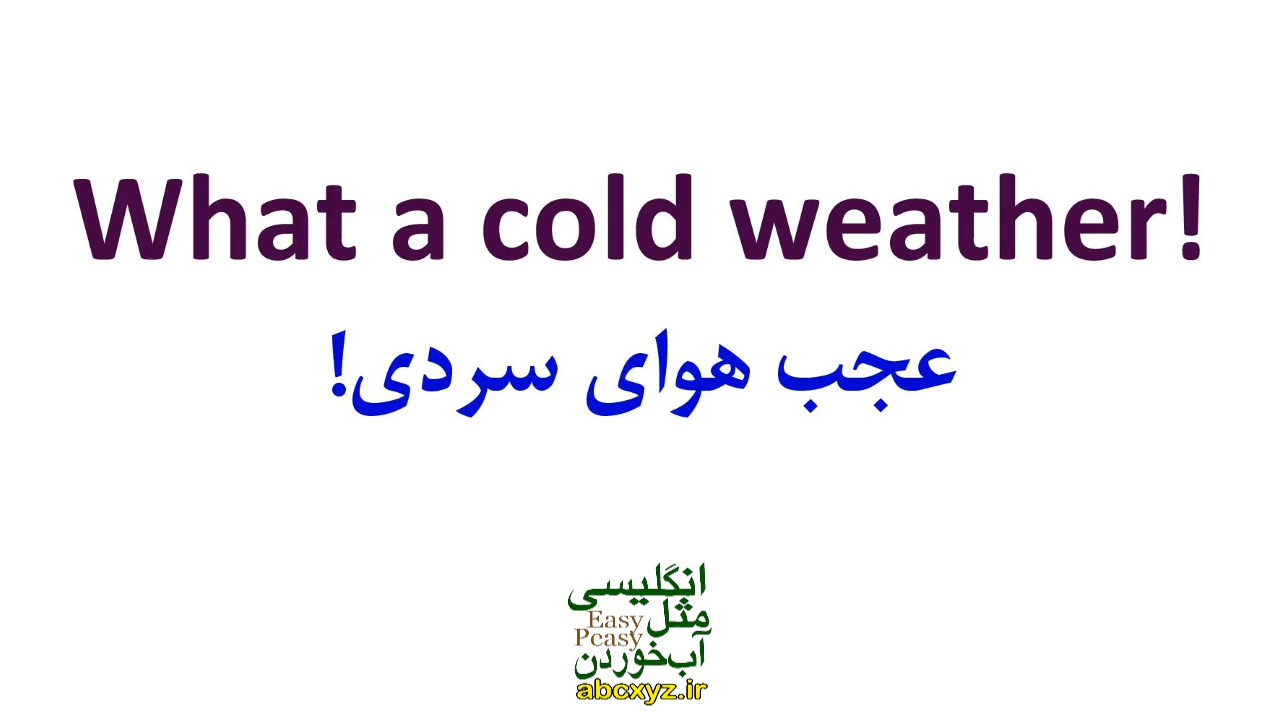 What a cold weather!
عجب هوای سردی!
انگلیسی
مثل
Easy
Peasy
آب‌خوردن
abcxyz.ir